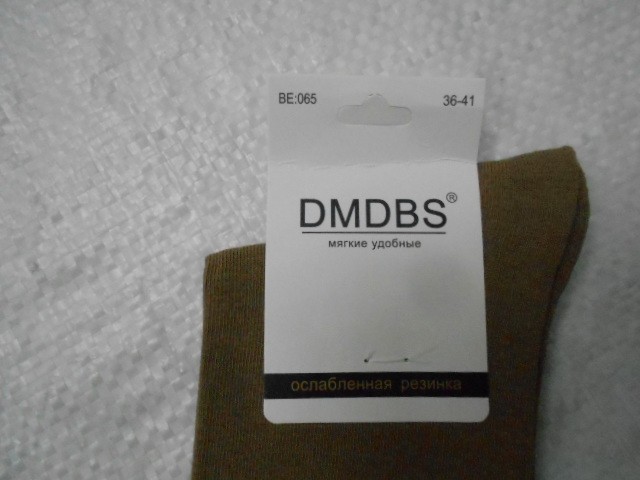 BE:065 36-41
DMDBS®
мягкие удобные
ослабленная резинка